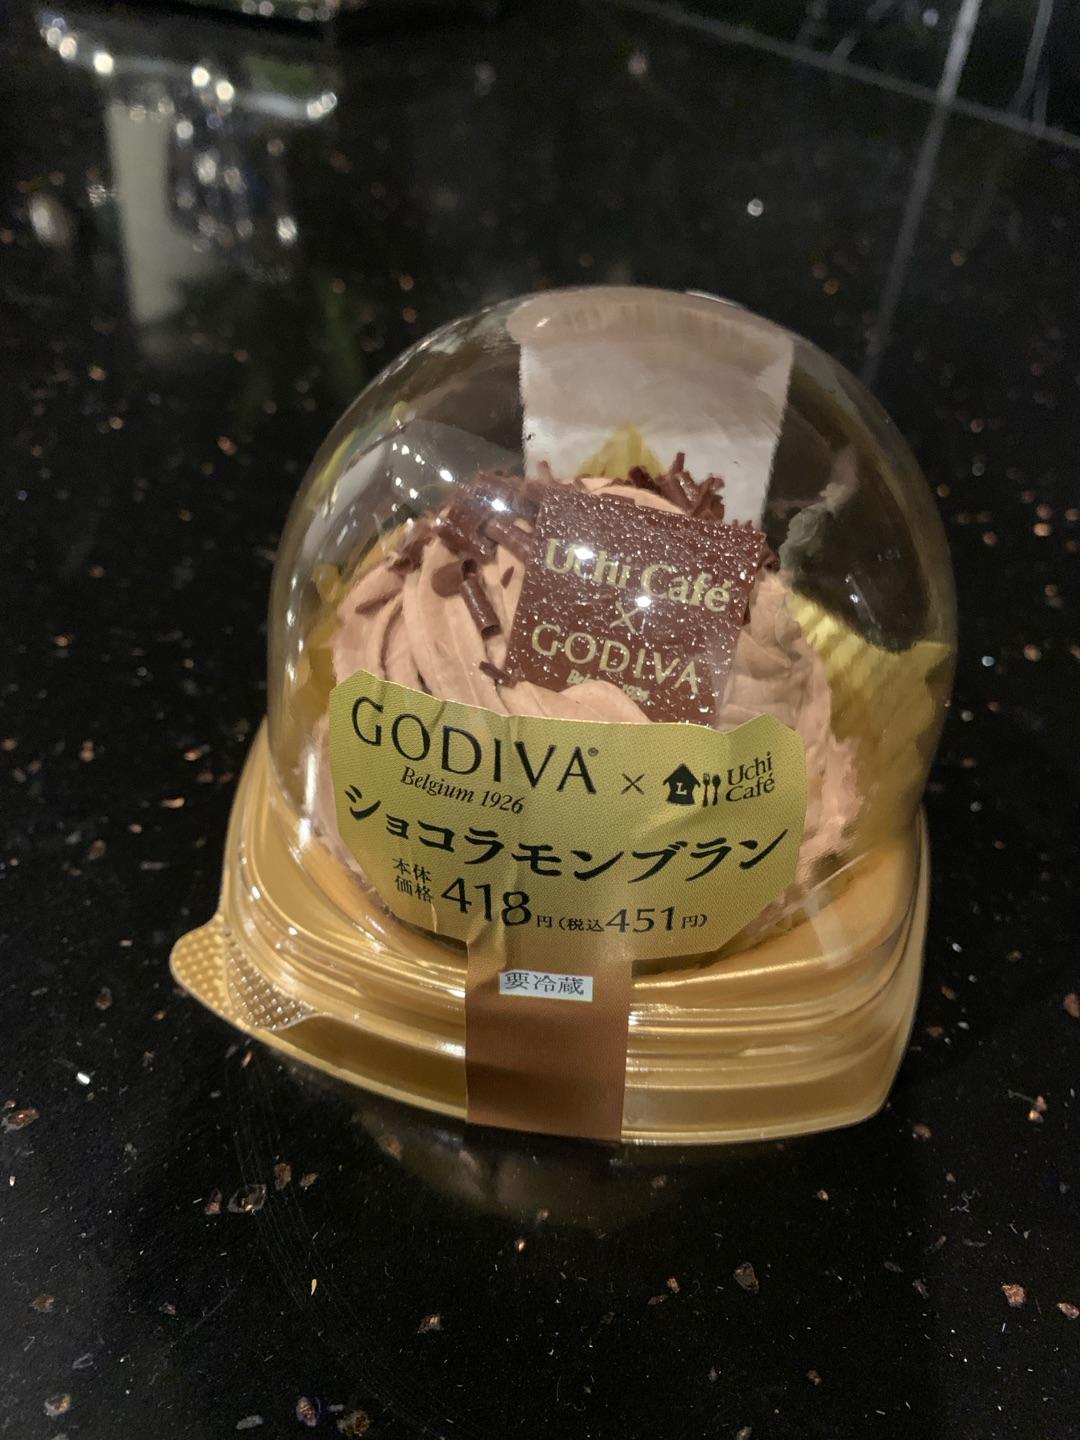 Uchi Café
×
GODIVA
GODIVA® × L Uchi Café
Belgium 1926
ショコラモンブラン
本体価格 418円(税込451円)
要冷蔵